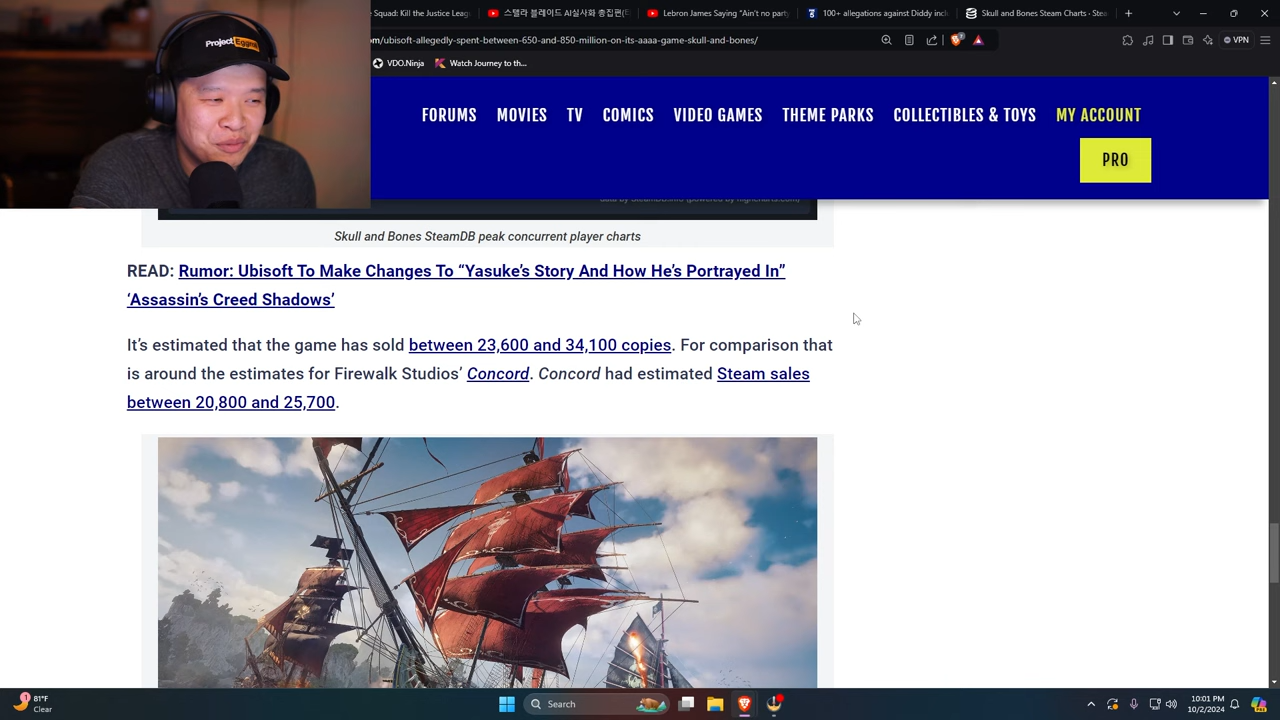 Squad: Kill the Justice Leag
스텔라 블레이드 AI실사화 총집편(
Lebron James Saying "Ain't no party
100+ allegations against Diddy incl
Skull and Bones Steam Charts · Stea
om/ubisoft-allegedly-spent-between-650-and-850-million-on-its-aaaa-game-skull-and-bones/
VPN
VDO.Ninja
Watch Journey to th...
Project Eggma
FORUMS MOVIES TV COMICS VIDEO GAMES THEME PARKS COLLECTIBLES & TOYS MY ACCOUNT
PRO
Skull and Bones SteamDB peak concurrent player charts
READ: Rumor: Ubisoft To Make Changes To “Yasuke’s Story And How He’s Portrayed In”
‘Assassin’s Creed Shadows’
It’s estimated that the game has sold between 23,600 and 34,100 copies. For comparison that
is around the estimates for Firewalk Studios’ Concord. Concord had estimated Steam sales
between 20,800 and 25,700.
81°F
Clear
Search
10:01 PM
10/2/2024